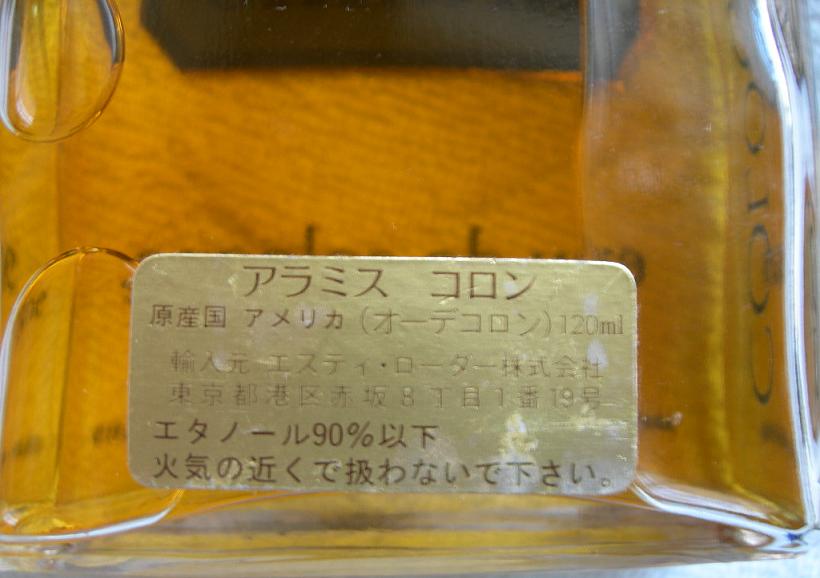 アラミス コロン
原産国 アメリカ (オーデコロン)120ml
輸入元 エスティ・ローダー株式会社
東京都港区赤坂8丁目1番19号
エタノール90%以下
火気の近くで扱わないで下さい。